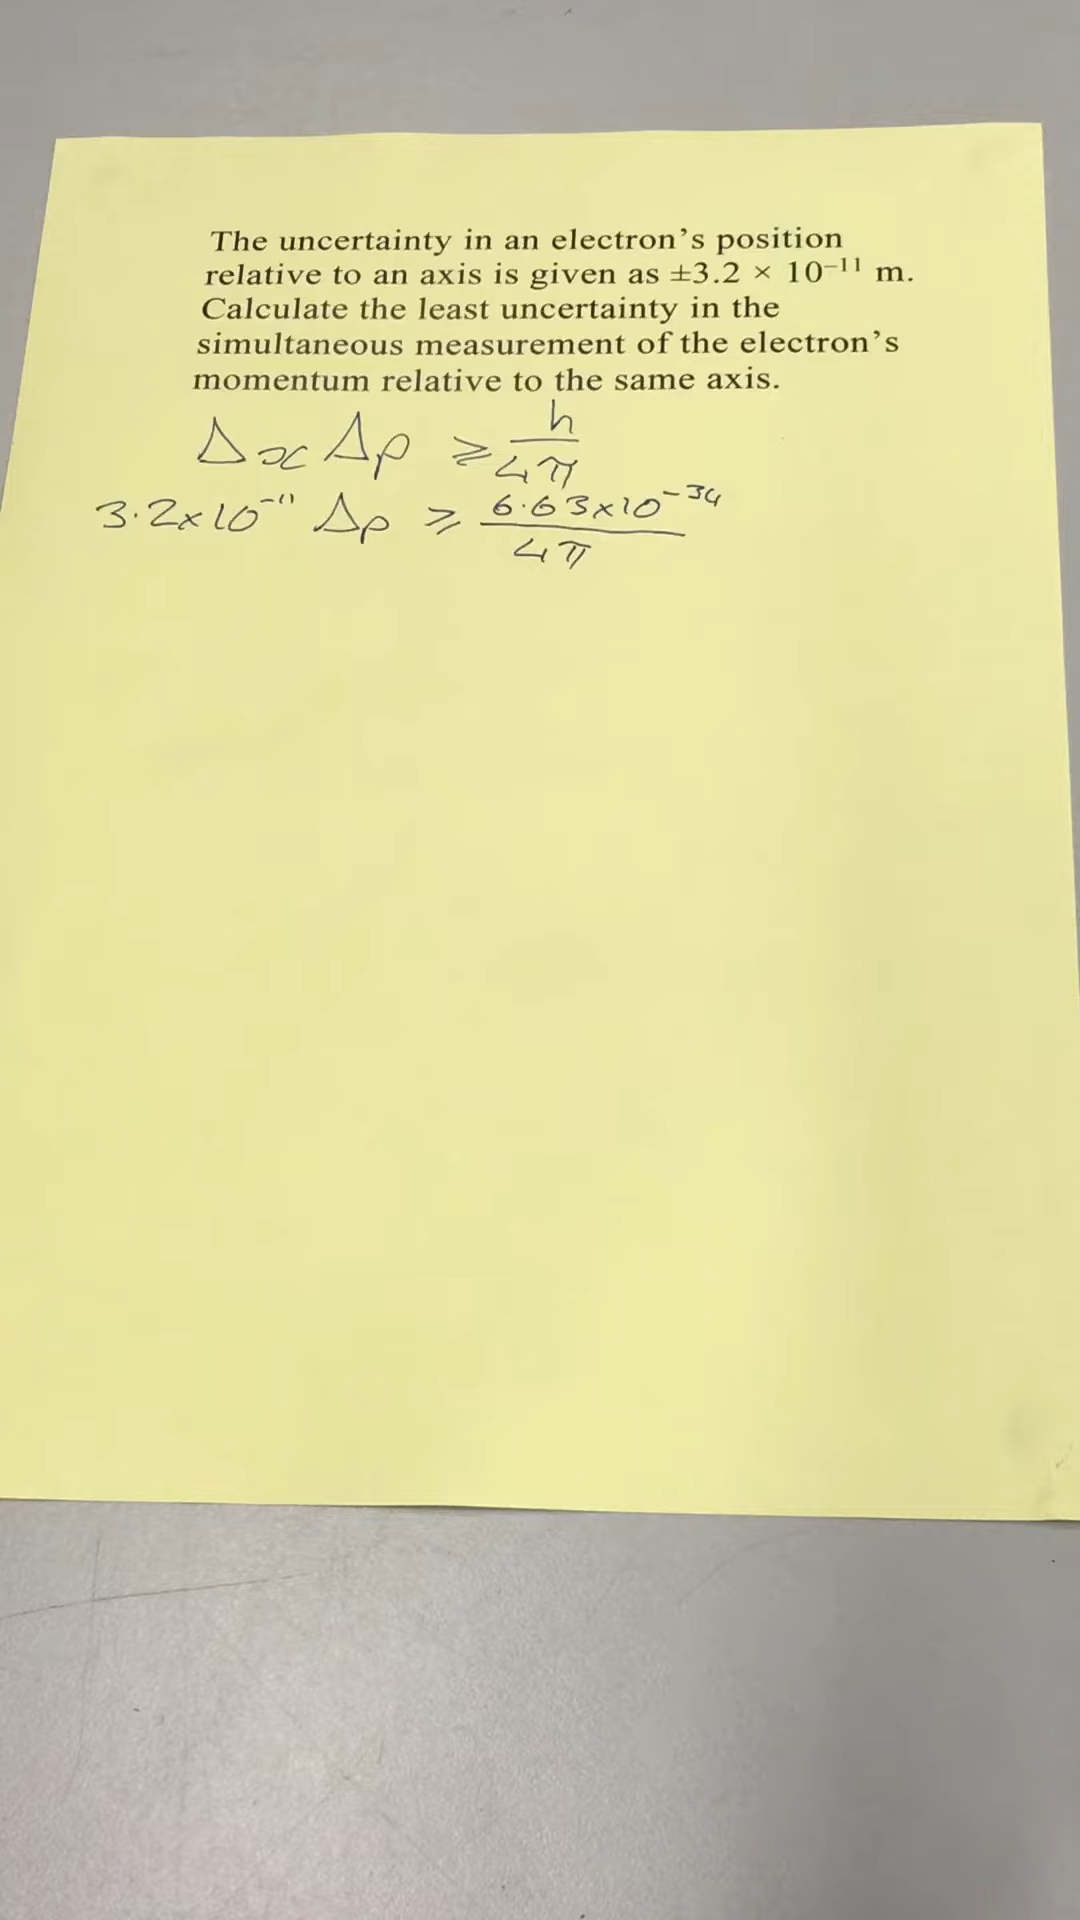 The uncertainty in an electron's position
relative to an axis is given as ±3.2 × 10⁻¹¹ m.
Calculate the least uncertainty in the
simultaneous measurement of the electron's
momentum relative to the same axis.
Δx Δp ≥ h/4π
3.2×10⁻¹¹ Δp ≥ 6.63×10⁻³⁴/4π